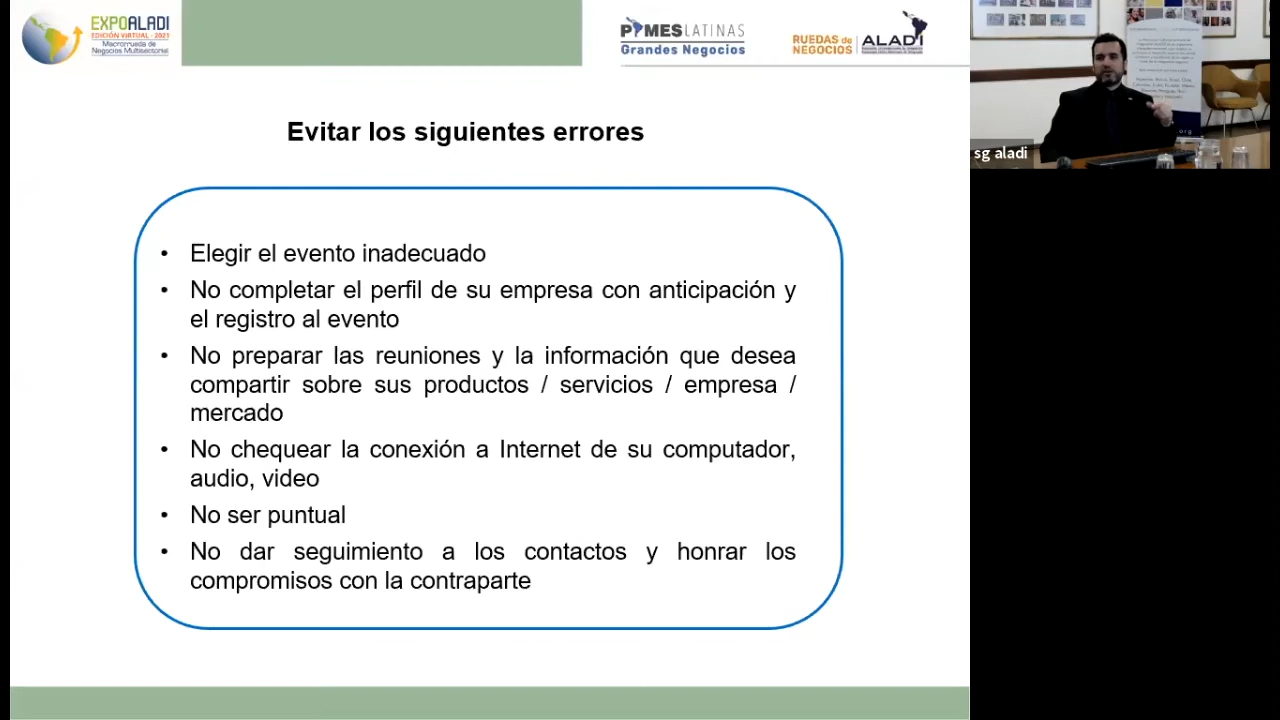 EXPOALADI
EDICIÓN VIRTUAL - 2021
Macrorrueda de
Negocios Multisectorial
PYMESLATINAS
Grandes Negocios
RUEDAS de
NEGOCIOS
ALADI
Evitar los siguientes errores
• Elegir el evento inadecuado
• No completar el perfil de su empresa con anticipación y
el registro al evento
• No preparar las reuniones y la información que desea
compartir sobre sus productos / servicios / empresa /
mercado
• No chequear la conexión a Internet de su computador,
audio, video
• No ser puntual
• No dar seguimiento a los contactos y honrar los
compromisos con la contraparte
sg aladi
.org